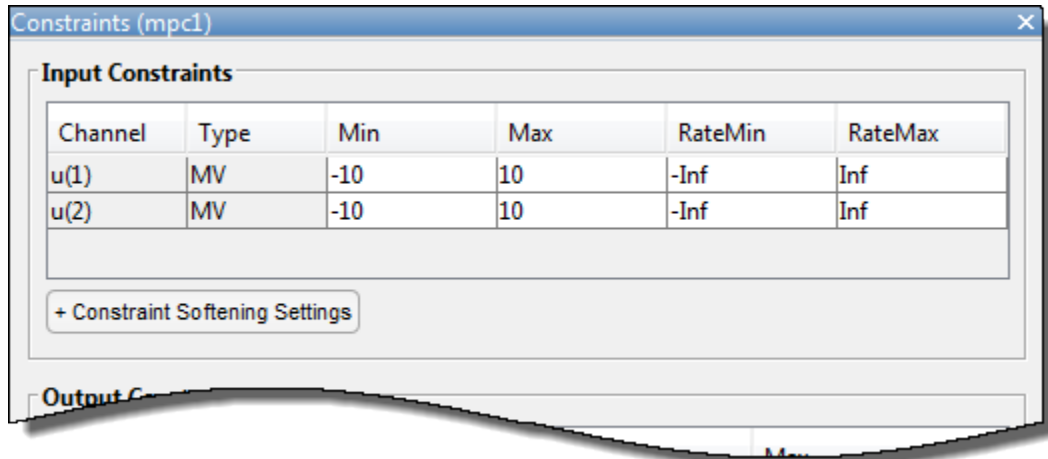 Constraints (mpc1)
Input Constraints
Channel Type Min Max RateMin RateMax
u(1) MV -10 10 -Inf Inf
u(2) MV -10 10 -Inf Inf
+ Constraint Softening Settings
Output